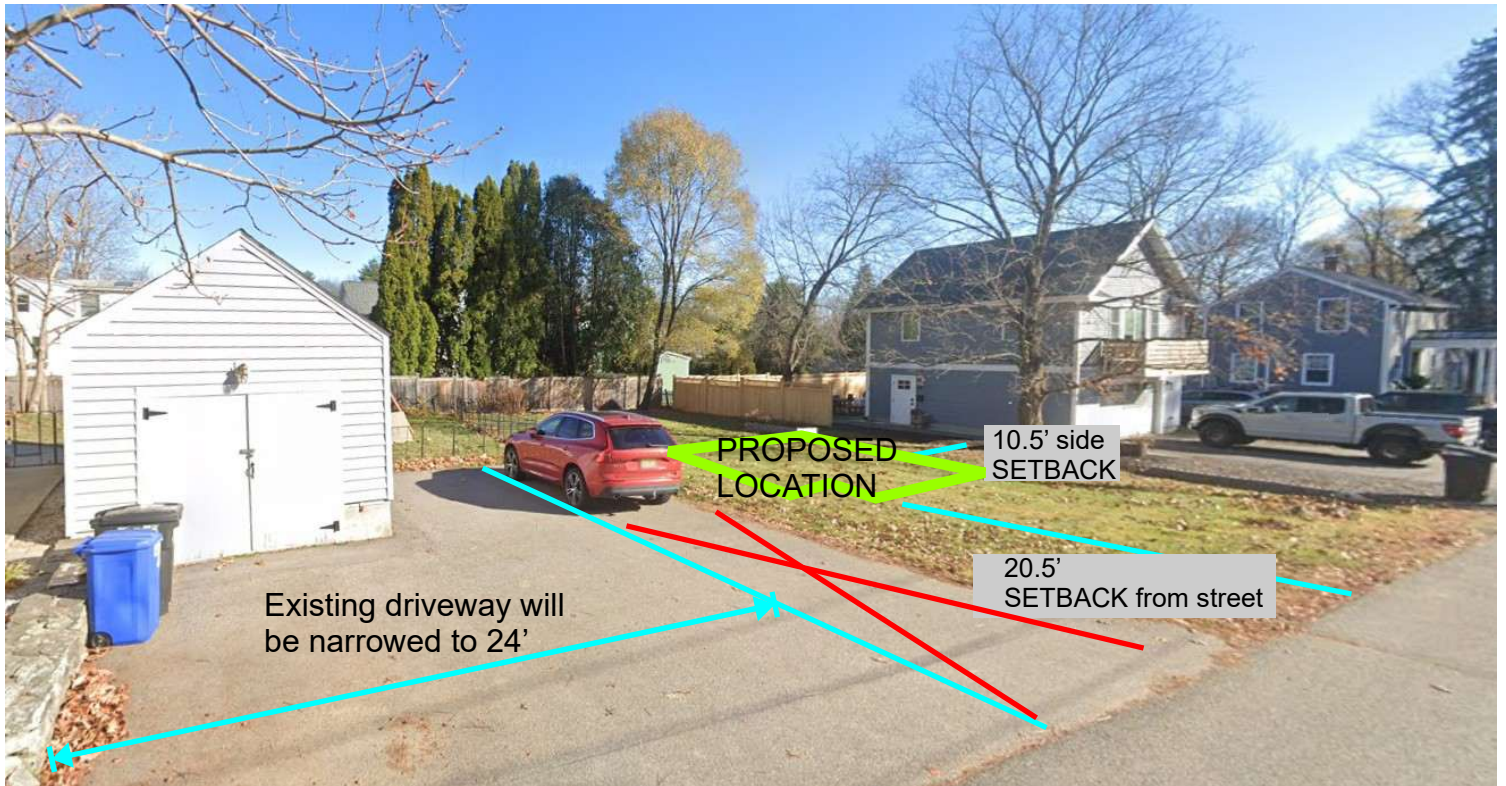 PROPOSED
LOCATION
10.5’ side
SETBACK
20.5’
SETBACK from street
Existing driveway will
be narrowed to 24’